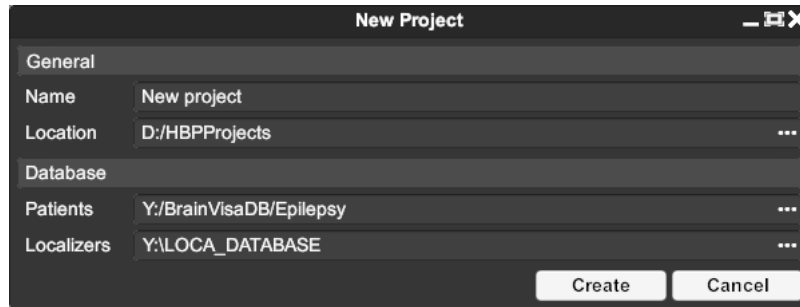 New Project
General
Name New project
Location D:/HBPProjects ...
Database
Patients Y:/BrainVisaDB/Epilepsy ...
Localizers Y:\LOCA_DATABASE ...
Create Cancel